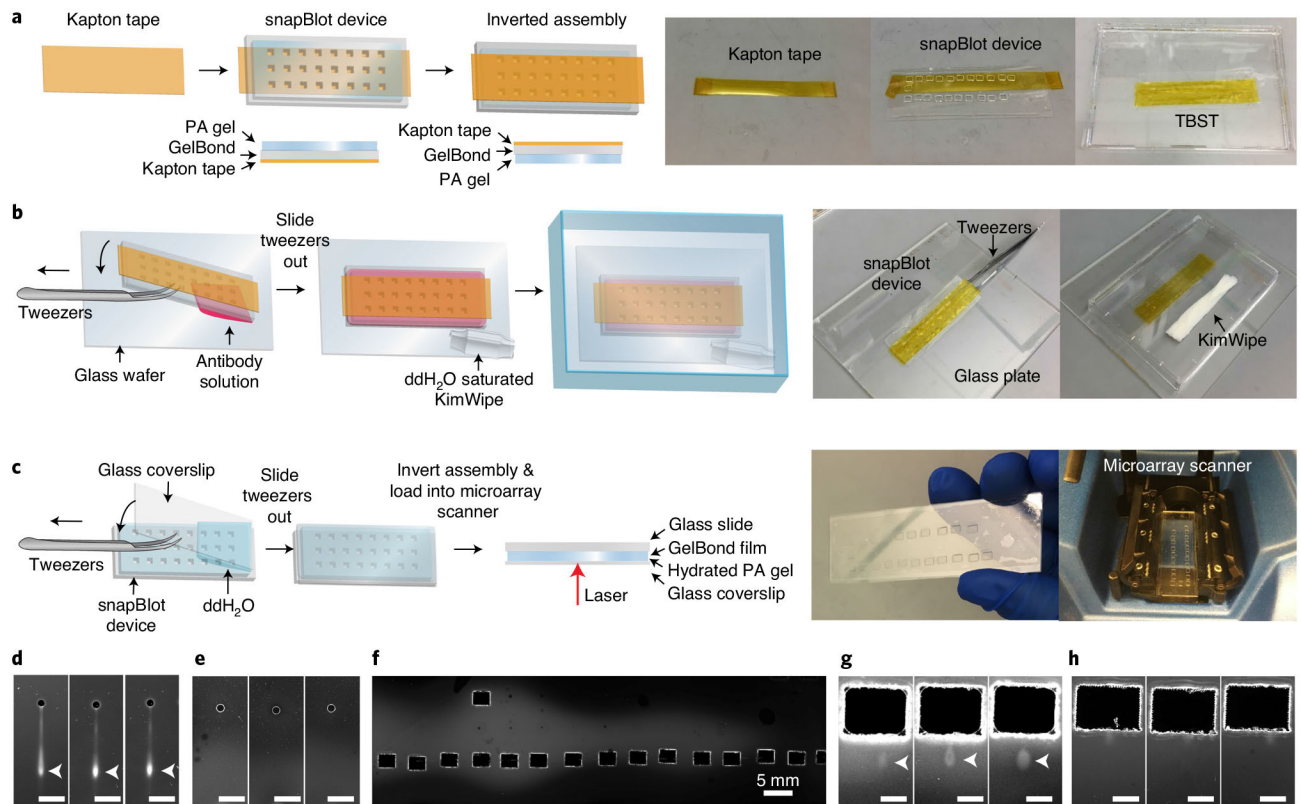 a
Kapton tape
snapBlot device
Inverted assembly
PA gel
GelBond
Kapton tape
Kapton tape
GelBond
PA gel
Kapton tape
snapBlot device
TBST
b
Slide
tweezers
out
Tweezers
Antibody
solution
Glass wafer
ddH₂O saturated
KimWipe
Tweezers
snapBlot
device
Glass plate
KimWipe
c
Glass coverslip
Slide
tweezers
out
Invert assembly &
load into microarray
scanner
Tweezers
snapBlot
device
ddH₂O
Glass slide
GelBond film
Hydrated PA gel
Glass coverslip
Laser
Microarray scanner
d
e
f
5 mm
g
h